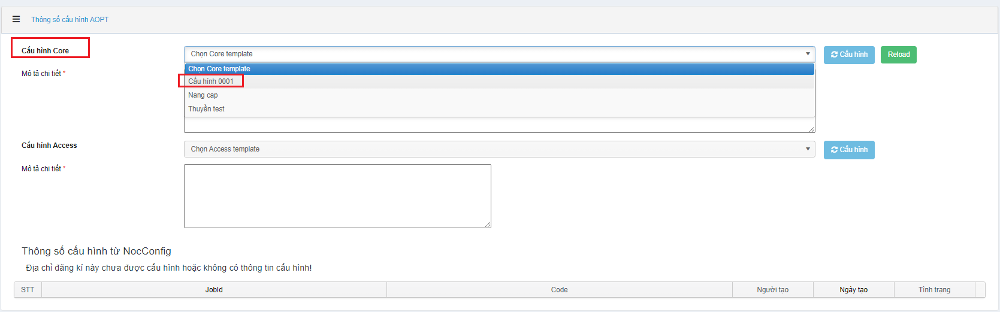 Thông số cấu hình AOPT
Cấu hình Core
Chọn Core template
Cấu hình
Reload
Mô tả chi tiết *
Chọn Core template
Cấu hình 0001
Nang cap
Thuyền test
Cấu hình Access
Chọn Access template
Cấu hình
Mô tả chi tiết *
Thông số cấu hình từ NocConfig
Địa chỉ đăng kí này chưa được cấu hình hoặc không có thông tin cấu hình!
STT JobId Code Người tạo Ngày tạo Tình trạng